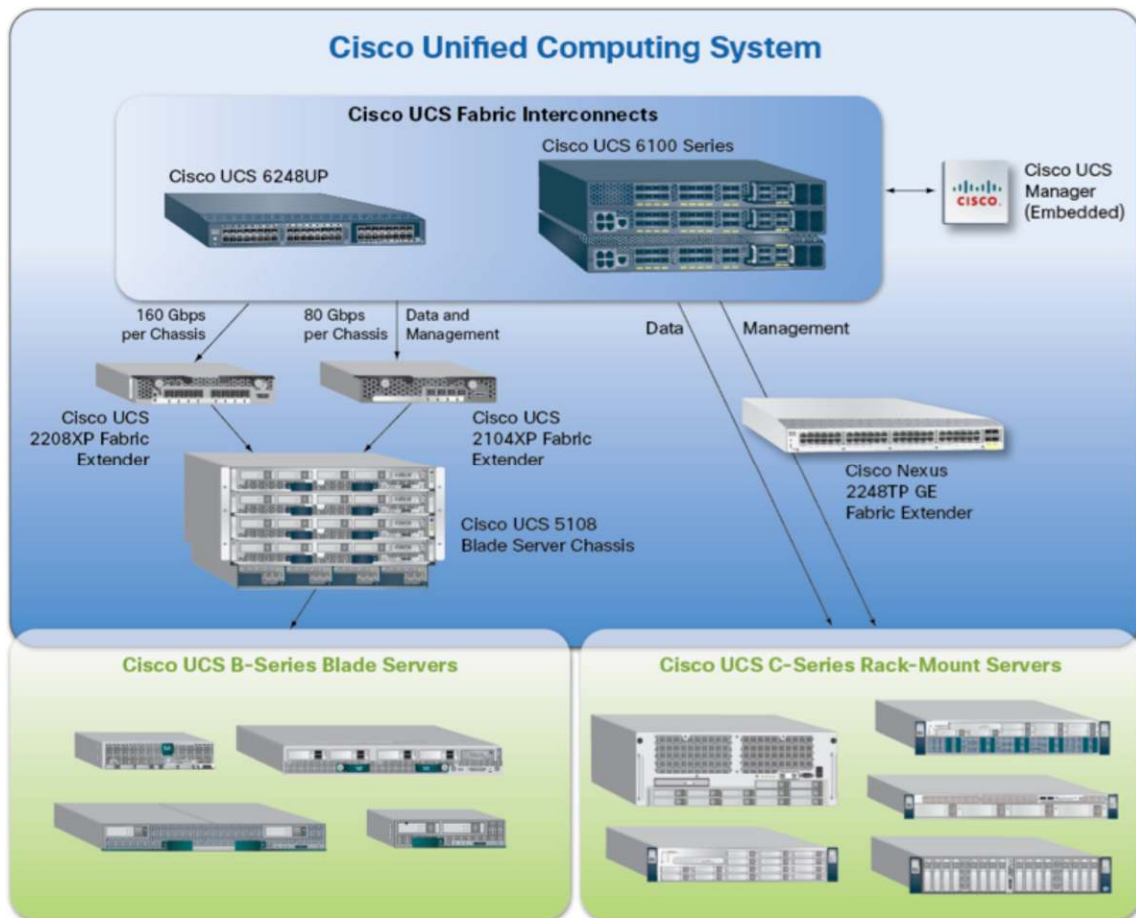 Cisco Unified Computing System
Cisco UCS Fabric Interconnects
Cisco UCS 6100 Series
Cisco UCS 6248UP
CISCO.
Cisco UCS
Manager
(Embedded)
160 Gbps
per Chassis
80 Gbps
per Chassis
Data and
Management
Data
Management
Cisco UCS
2208XP Fabric
Extender
Cisco UCS
2104XP Fabric
Extender
Cisco Nexus
2248TP GE
Fabric Extender
Cisco UCS 5108
Blade Server Chassis
Cisco UCS B-Series Blade Servers
Cisco UCS C-Series Rack-Mount Servers